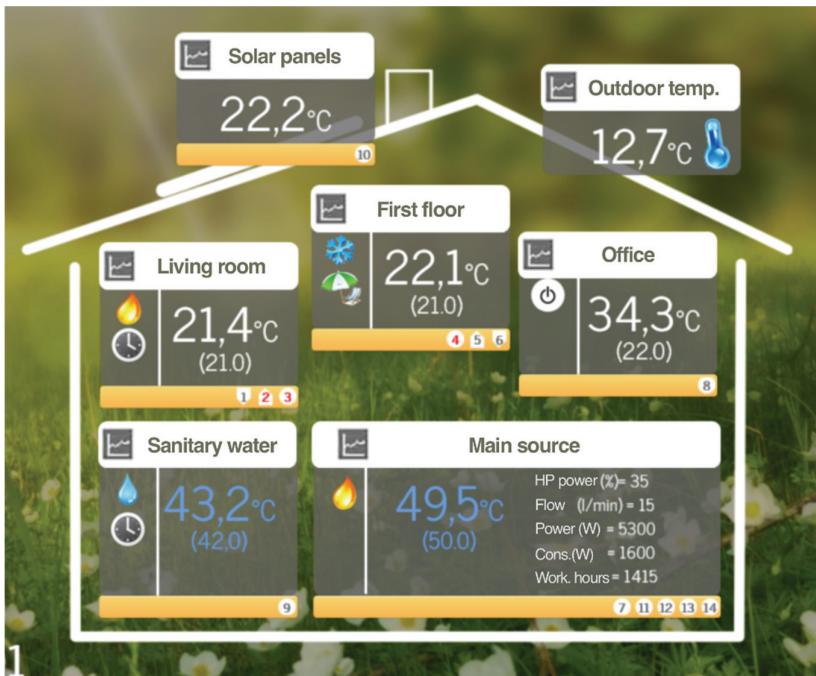 Solar panels
22,2°C
10
Outdoor temp.
12,7°C
First floor
22,1°C
(21.0)
4 5 6
Living room
21,4°C
(21.0)
1 2 3
Office
34,3°C
(22.0)
8
Sanitary water
43,2°C
(42,0)
9
Main source
49,5°C
(50.0)
HP power (%)= 35
Flow (l/min) = 15
Power (W) = 5300
Cons.(W) = 1600
Work. hours = 1415
7 11 12 13 14
1